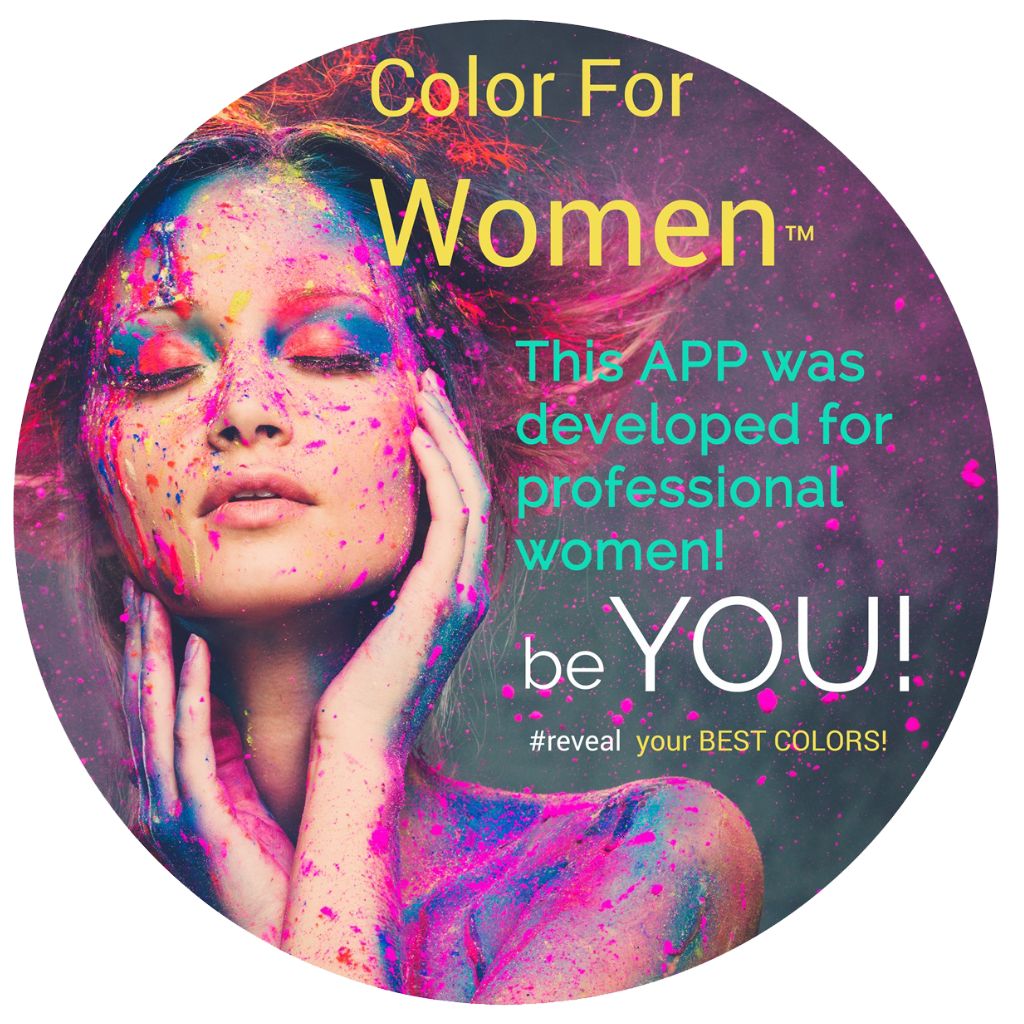 Color For
Women™
This APP was
developed for
professional
women!
be YOU!
#reveal your BEST COLORS!